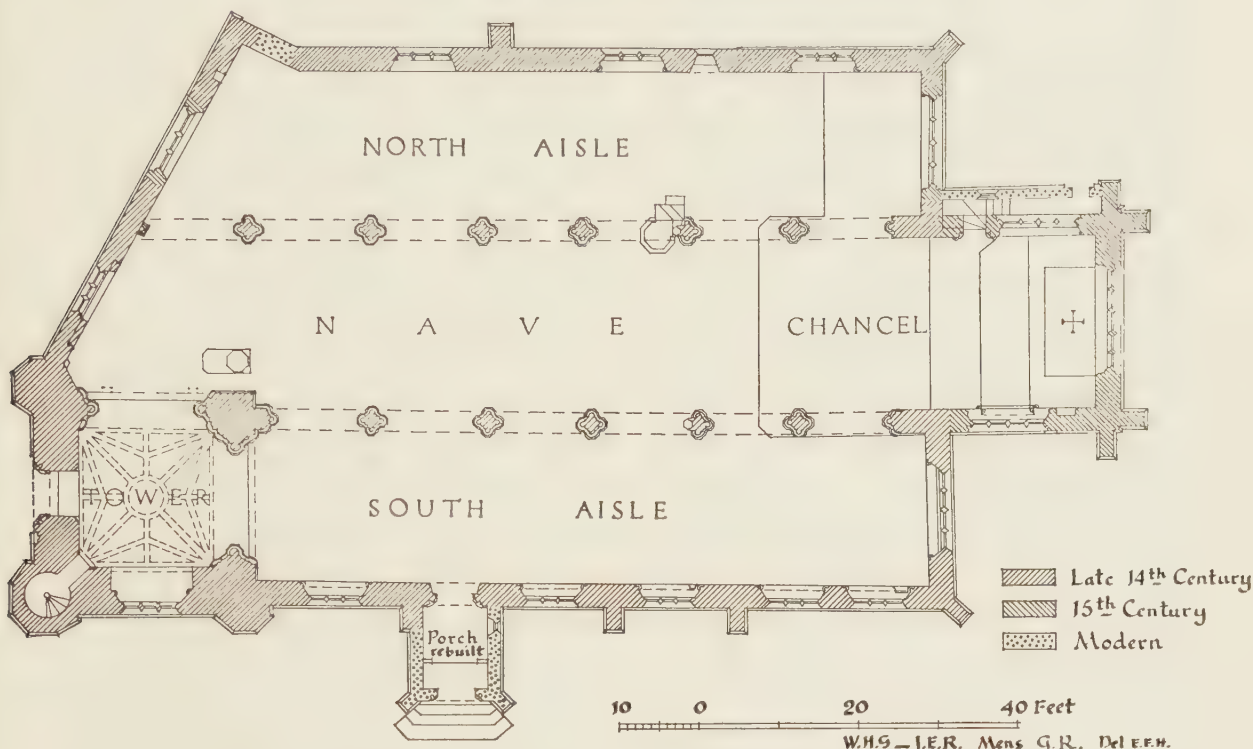 NORTH AISLE
NAVE
CHANCEL
TOWER
SOUTH AISLE
Porch
rebuilt
Late 14th Century
15th Century
Modern
10 0 20 40 Feet
W.H.G – J.E.R. Mens G.R. Del E.F.H.